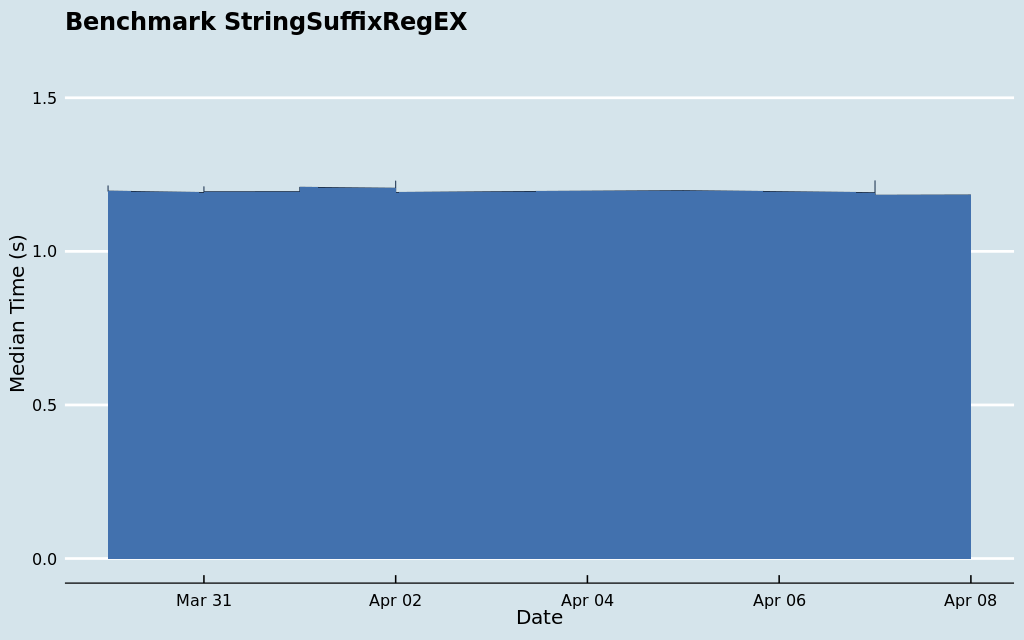 Benchmark StringSuffixRegEX
1.5
1.0
0.5
0.0
Median Time (s)
Mar 31
Apr 02
Apr 04
Apr 06
Apr 08
Date